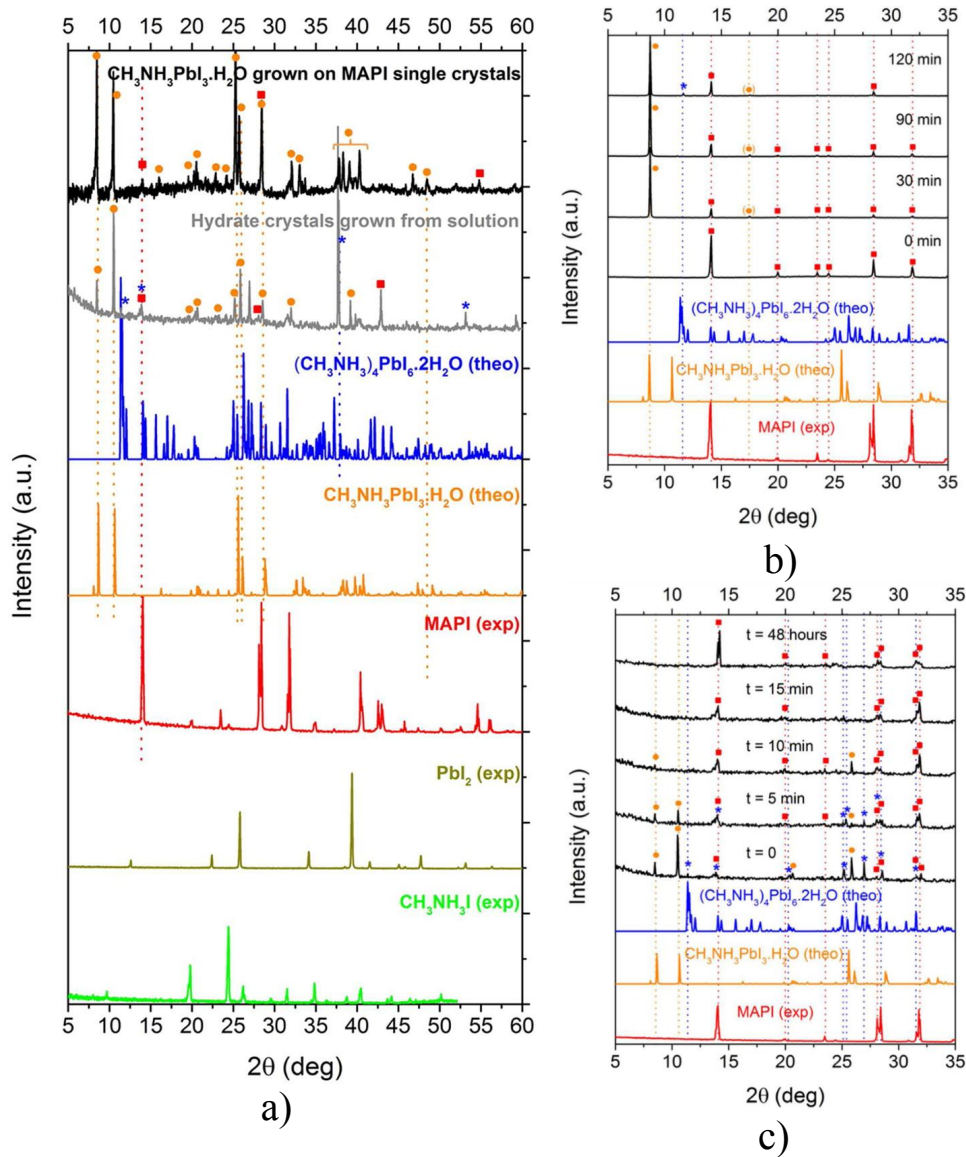 5 10 15 20 25 30 35 40 45 50 55 60
CH₃NH₃PbI₃.H₂O grown on MAPI single crystals
Hydrate crystals grown from solution
(CH₃NH₃)₄PbI₆.2H₂O (theo)
CH₃NH₃PbI₃.H₂O (theo)
MAPI (exp)
PbI₂ (exp)
CH₃NH₃I (exp)
Intensity (a.u.)
5 10 15 20 25 30 35 40 45 50 55 60
2θ (deg)
a)
5 10 15 20 25 30 35
120 min
90 min
30 min
0 min
(CH₃NH₃)₄PbI₆.2H₂O (theo)
CH₃NH₃PbI₃.H₂O (theo)
MAPI (exp)
Intensity (a.u.)
5 10 15 20 25 30 35
2θ (deg)
b)
5 10 15 20 25 30 35
t = 48 hours
t = 15 min
t = 10 min
t = 5 min
t = 0
(CH₃NH₃)₄PbI₆.2H₂O (theo)
CH₃NH₃PbI₃.H₂O (theo)
MAPI (exp)
Intensity (a.u.)
5 10 15 20 25 30 35
2θ (deg)
c)